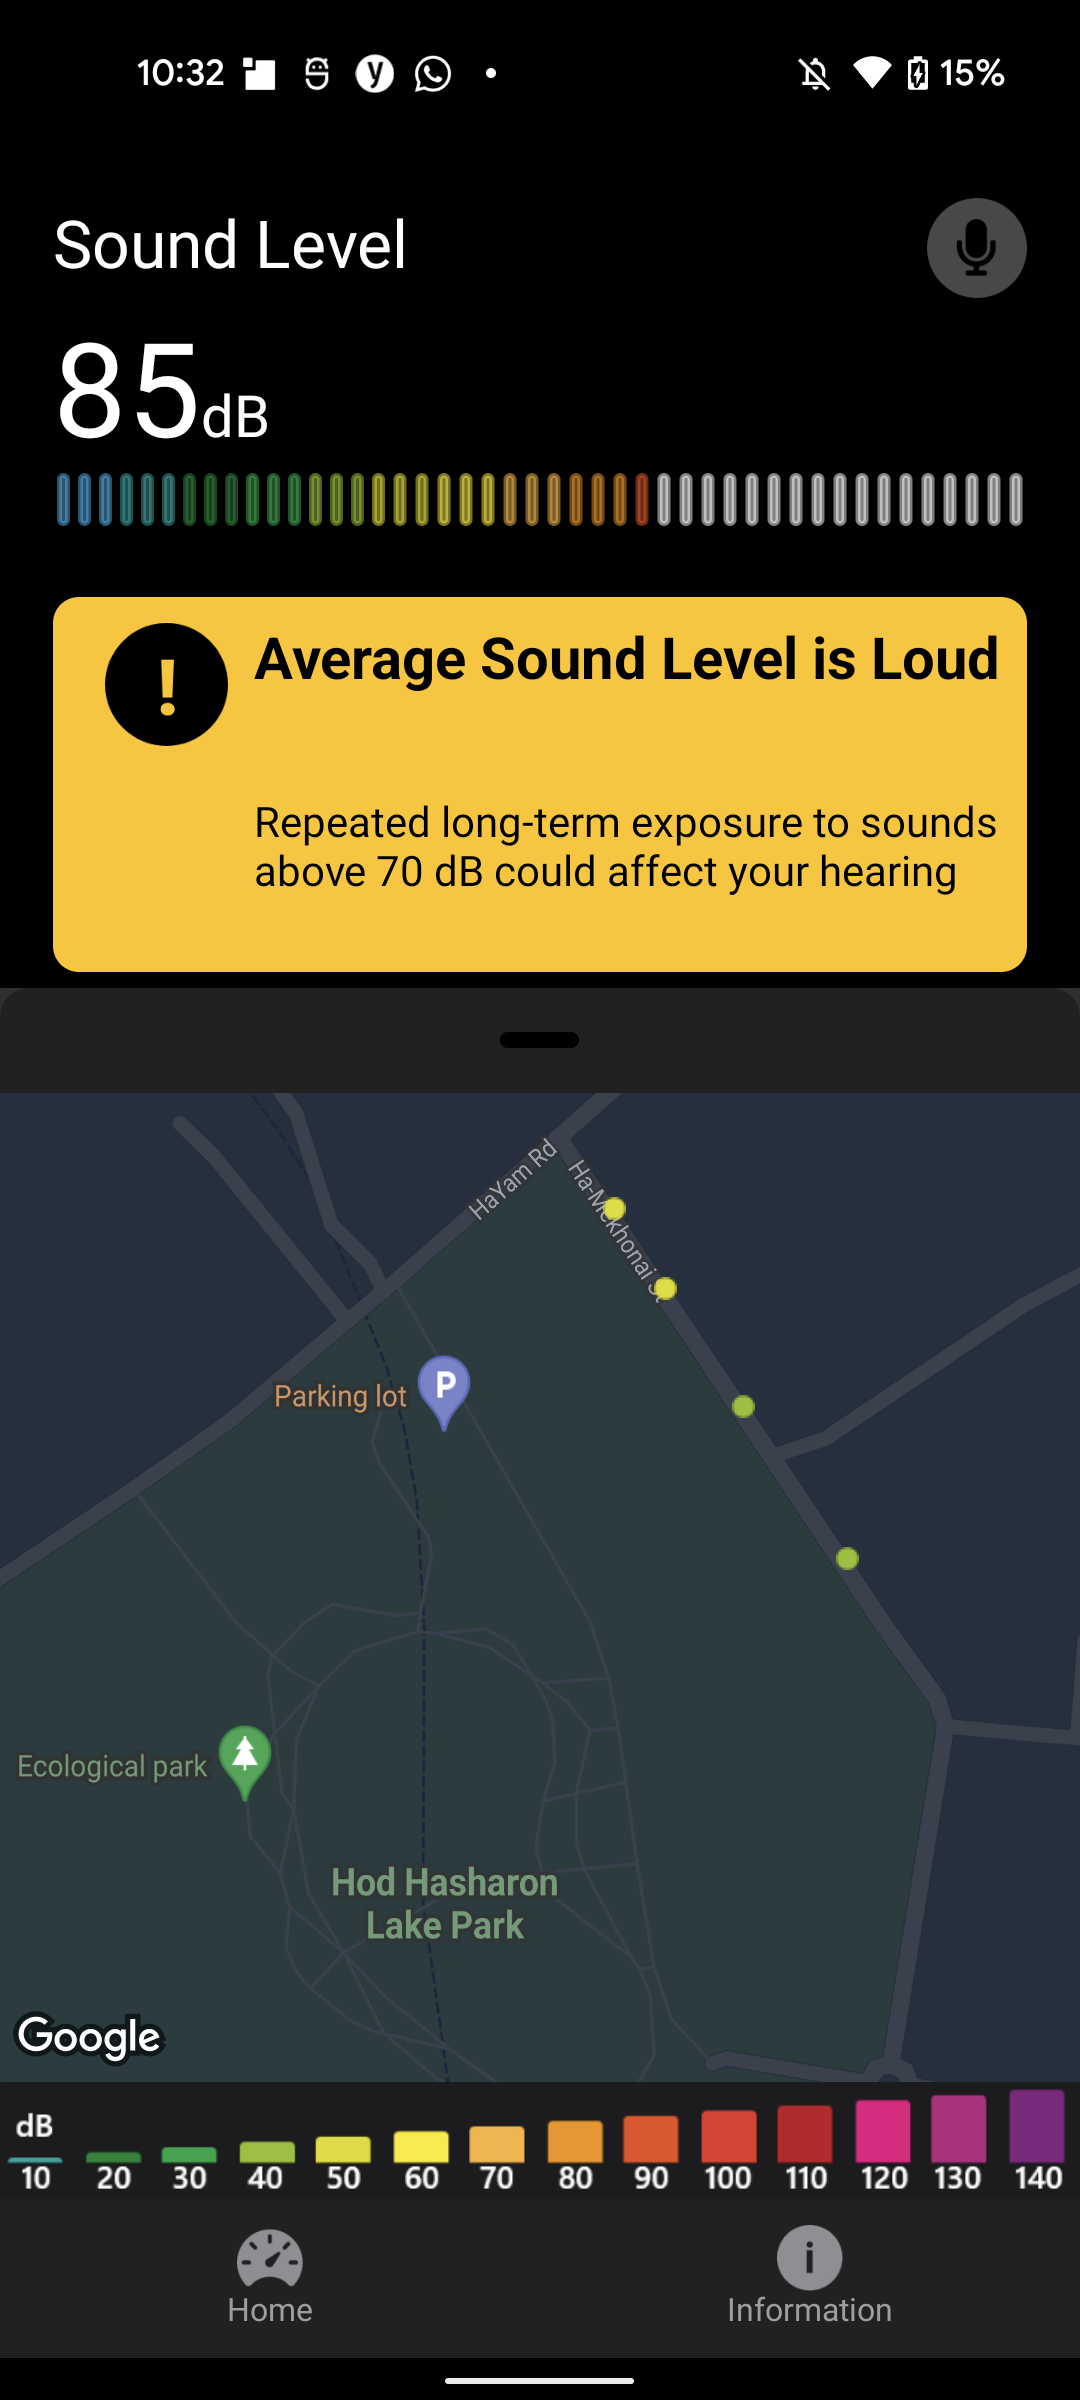 10:32
15%
Sound Level
85dB
! Average Sound Level is Loud
Repeated long-term exposure to sounds
above 70 dB could affect your hearing
HaYam Rd
Ha-Mekhonai St
P
Parking lot
Ecological park
Hod Hasharon
Lake Park
Google
dB
10 20 30 40 50 60 70 80 90 100 110 120 130 140
Home
Information